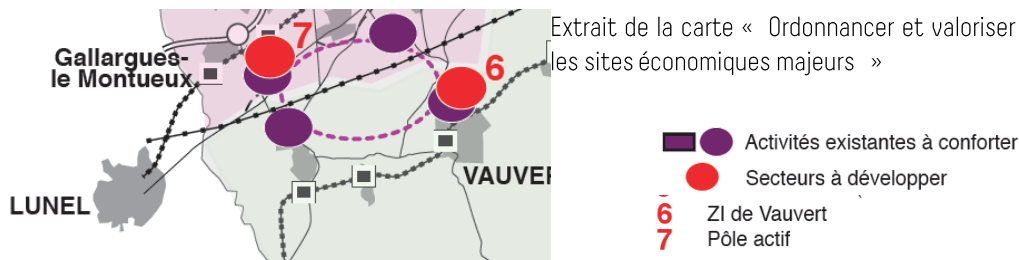 Gallargues-
le Montueux
7
6
LUNEL
VAUVER
Extrait de la carte « Ordonnancer et valoriser
les sites économiques majeurs »
Activités existantes à conforter
Secteurs à développer
6 ZI de Vauvert
7 Pôle actif